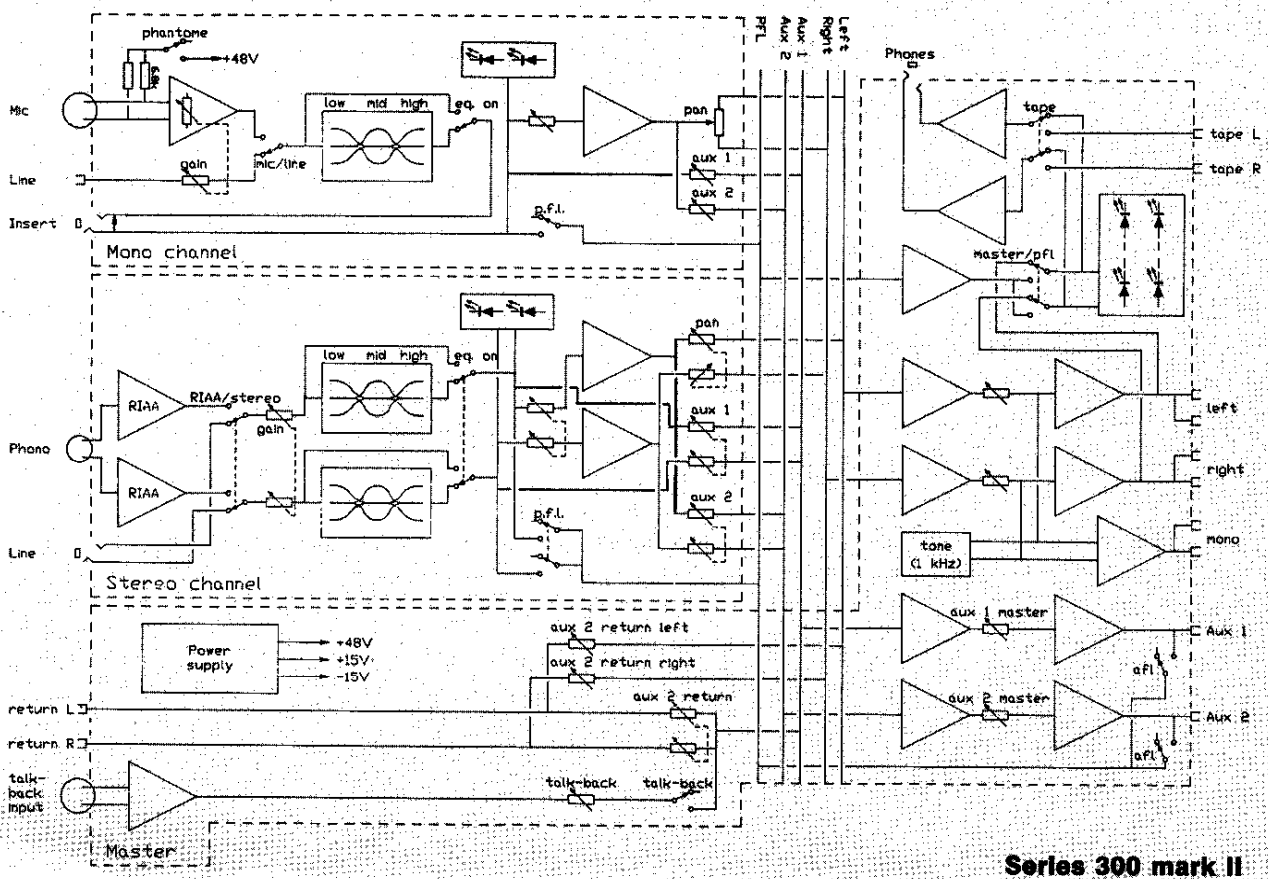 phantome
+48V
6.8k
Mic
gain
mic/line
low mid high
eq. on
pan
aux 1
aux 2
Line
Insert
p.f.l.
Mono channel
PFL
Aux 2
Aux 1
Right
Left
Phones
tape
tape L
tape R
master/pfl
low mid high
eq. on
pan
RIAA
RIAA/stereo
gain
aux 1
Phono
RIAA
aux 2
p.f.l.
Line
Stereo channel
left
right
tone
(1 kHz)
mono
Power
supply
+48V
+15V
-15V
aux 2 return left
aux 2 return right
aux 2 return
return L
return R
talk-
back
input
talk-back
talk-back
Master
aux 1 master
Aux 1
afl
aux 2 master
Aux 2
afl
Series 300 mark II